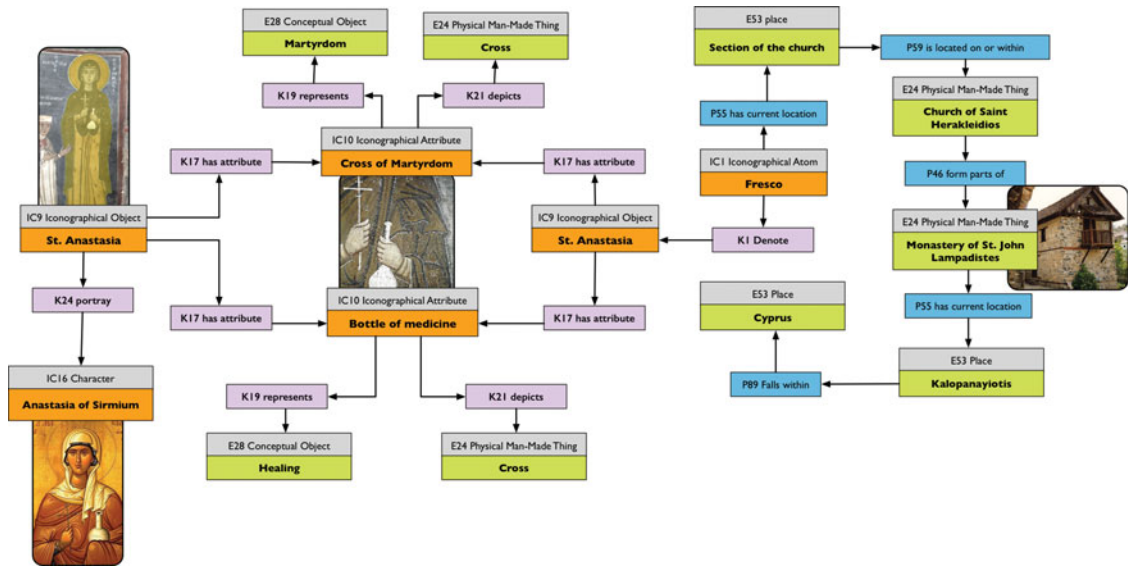 E28 Conceptual Object
Martyrdom
E24 Physical Man-Made Thing
Cross
K19 represents
K21 depicts
IC10 Iconographical Attribute
Cross of Martyrdom
K17 has attribute
K17 has attribute
IC9 Iconographical Object
St. Anastasia
IC9 Iconographical Object
St. Anastasia
K24 portray
K17 has attribute
IC10 Iconographical Attribute
Bottle of medicine
K17 has attribute
IC16 Character
Anastasia of Sirmium
K19 represents
K21 depicts
E28 Conceptual Object
Healing
E24 Physical Man-Made Thing
Cross
E53 place
Section of the church
P59 is located on or within
P55 has current location
E24 Physical Man-Made Thing
Church of Saint
Herakleidios
IC1 Iconographical Atom
Fresco
P46 form parts of
K1 Denote
E24 Physical Man-Made Thing
Monastery of St. John
Lampadistes
E53 Place
Cyprus
P55 has current location
P89 Falls within
E53 Place
Kalopanayiotis